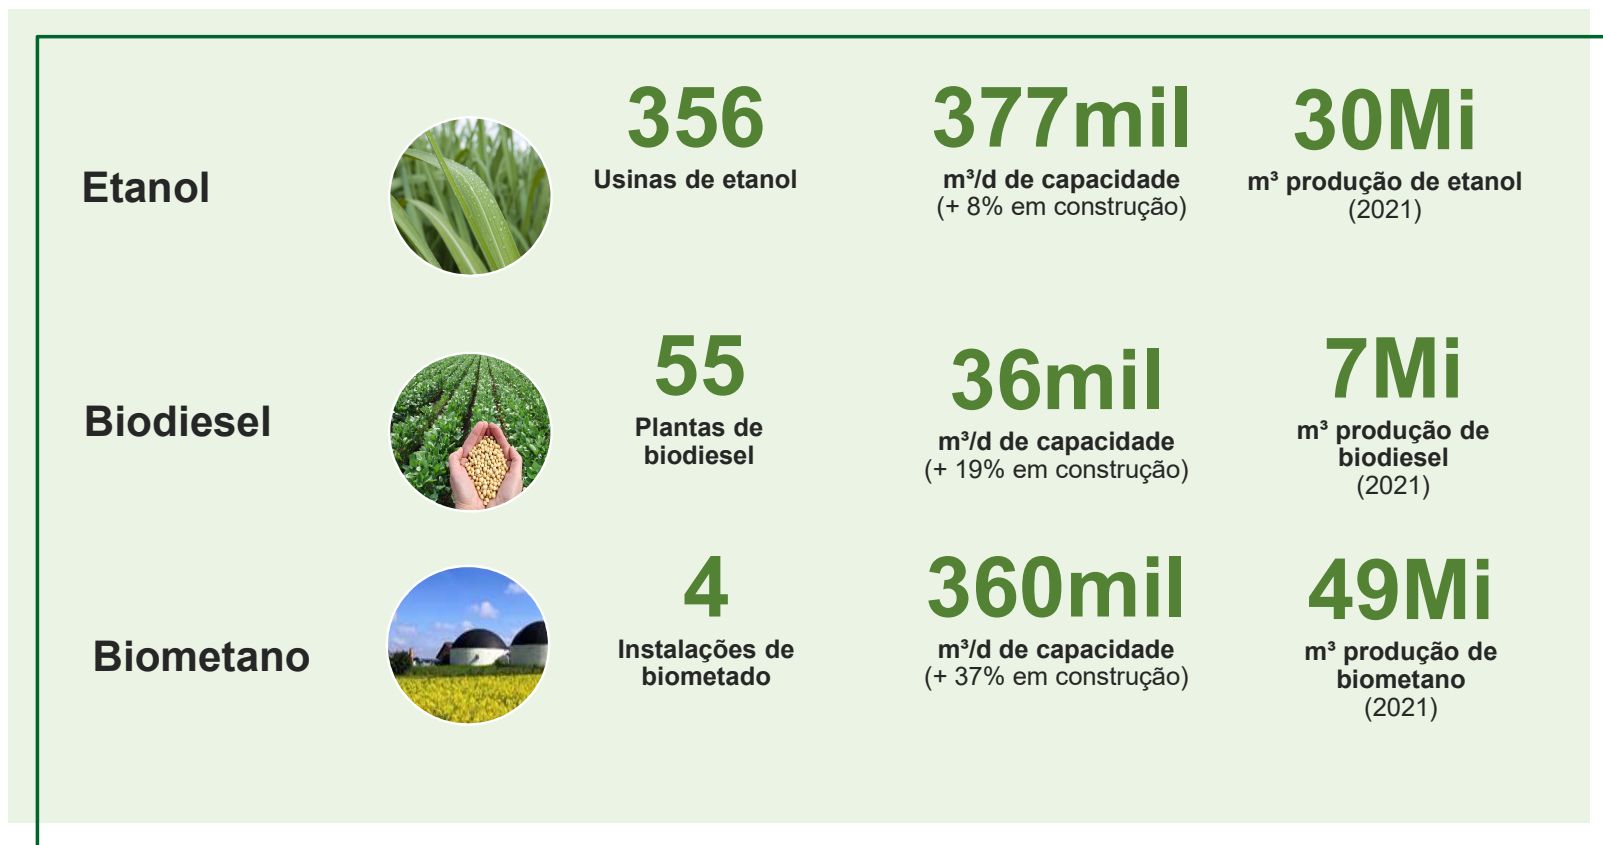 Etanol
356
Usinas de etanol
377mil
m³/d de capacidade
(+ 8% em construção)
30Mi
m³ produção de etanol
(2021)
Biodiesel
55
Plantas de
biodiesel
36mil
m³/d de capacidade
(+ 19% em construção)
7Mi
m³ produção de
biodiesel
(2021)
Biometano
4
Instalações de
biometado
360mil
m³/d de capacidade
(+ 37% em construção)
49Mi
m³ produção de
biometano
(2021)